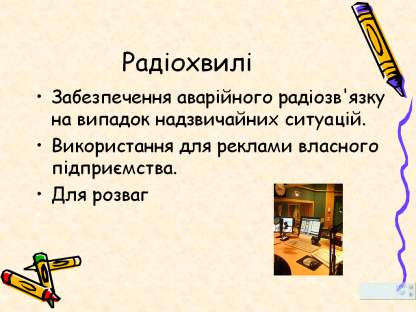 Радіохвилі
• Забезпечення аварійного радіозв'язку
на випадок надзвичайних ситуацій.
• Використання для реклами власного
підприємства.
• Для розваг